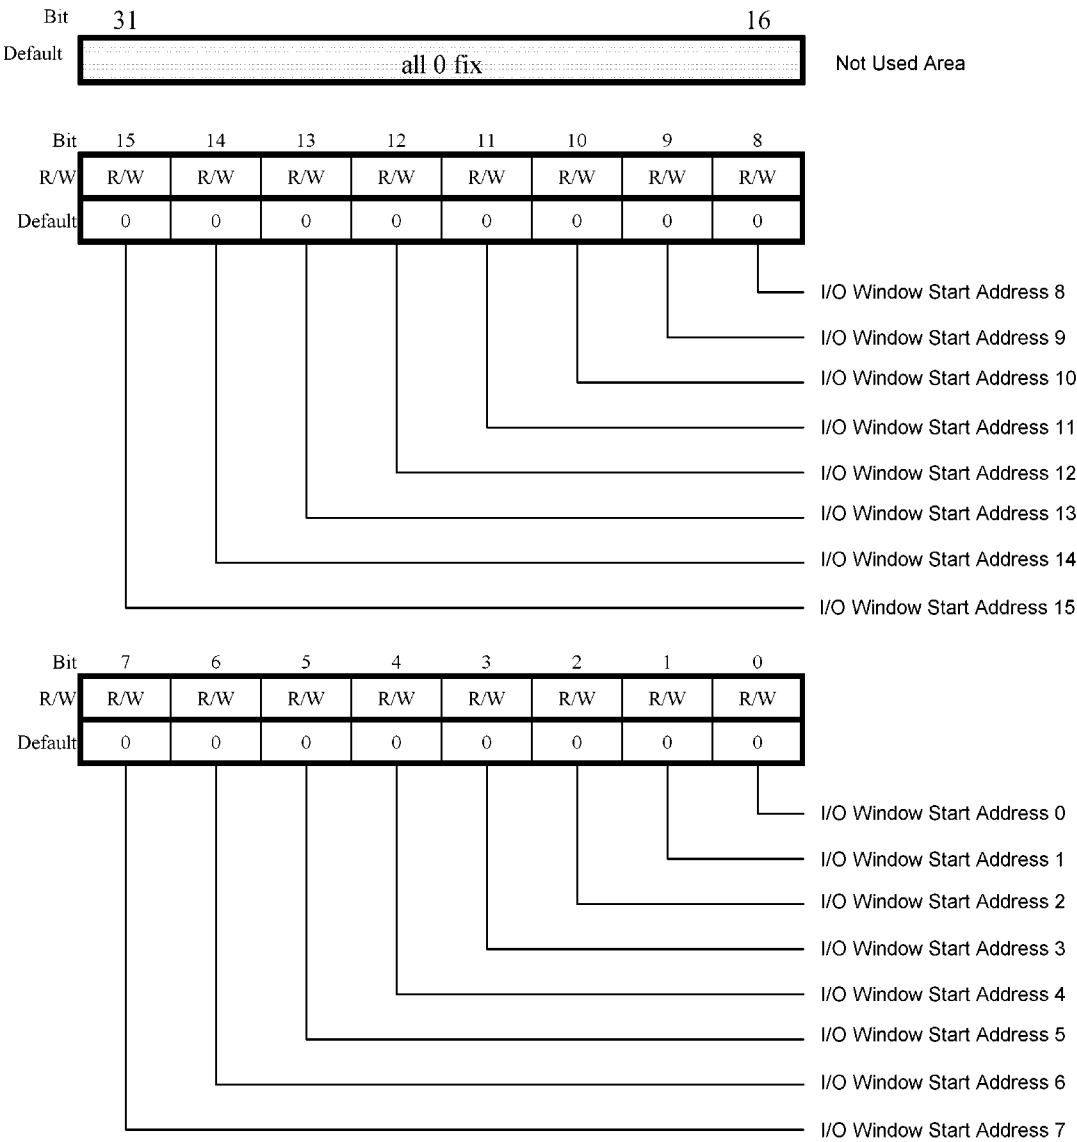 Bit 31 16
Default all 0 fix Not Used Area
Bit 15 14 13 12 11 10 9 8
R/W R/W R/W R/W R/W R/W R/W R/W R/W
Default 0 0 0 0 0 0 0 0
I/O Window Start Address 8
I/O Window Start Address 9
I/O Window Start Address 10
I/O Window Start Address 11
I/O Window Start Address 12
I/O Window Start Address 13
I/O Window Start Address 14
I/O Window Start Address 15
Bit 7 6 5 4 3 2 1 0
R/W R/W R/W R/W R/W R/W R/W R/W R/W
Default 0 0 0 0 0 0 0 0
I/O Window Start Address 0
I/O Window Start Address 1
I/O Window Start Address 2
I/O Window Start Address 3
I/O Window Start Address 4
I/O Window Start Address 5
I/O Window Start Address 6
I/O Window Start Address 7